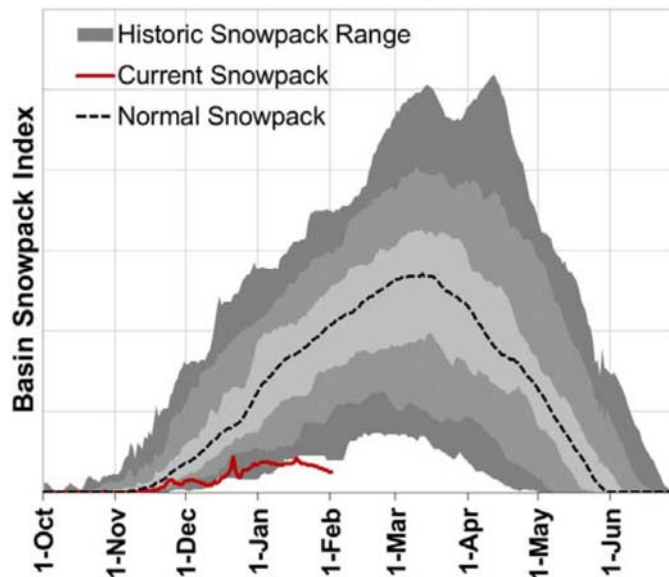 Historic Snowpack Range
Current Snowpack
Normal Snowpack
Basin Snowpack Index
1-Oct
1-Nov
1-Dec
1-Jan
1-Feb
1-Mar
1-Apr
1-May
1-Jun